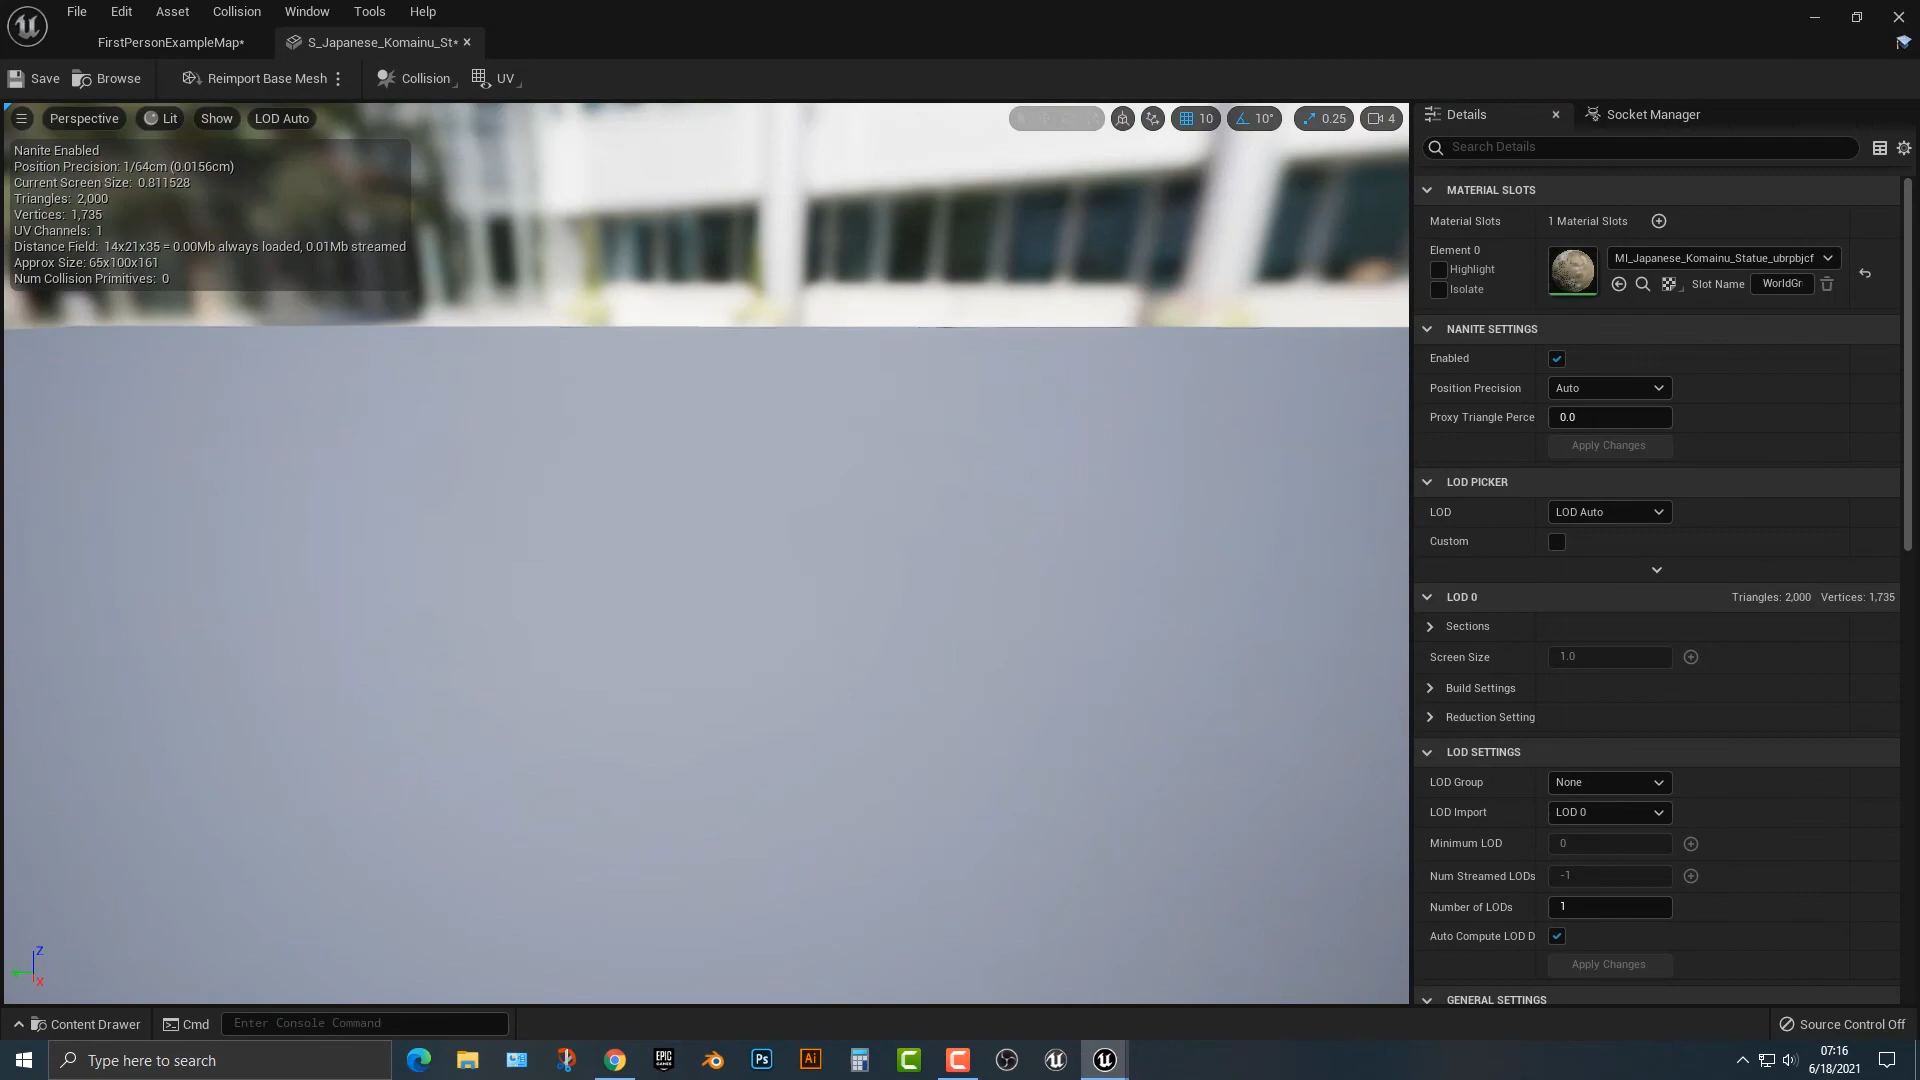 File Edit Asset Collision Window Tools Help
FirstPersonExampleMap*
S_Japanese_Komainu_St*
Save Browse Reimport Base Mesh Collision UV
Perspective Lit Show LOD Auto
10 10° 0.25 4
Nanite Enabled
Position Precision: 1/64cm (0.0156cm)
Current Screen Size: 0.811528
Triangles: 2,000
Vertices: 1,735
UV Channels: 1
Distance Field: 14x21x35 = 0.00Mb always loaded, 0.01Mb streamed
Approx Size: 65x100x161
Num Collision Primitives: 0
Z
X
Details
Socket Manager
Search Details
MATERIAL SLOTS
Material Slots 1 Material Slots
Element 0
Highlight
Isolate
MI_Japanese_Komainu_Statue_ubrpbjcf
Slot Name WorldGr
NANITE SETTINGS
Enabled
Position Precision Auto
Proxy Triangle Perce 0.0
Apply Changes
LOD PICKER
LOD LOD Auto
Custom
LOD 0 Triangles: 2,000 Vertices: 1,735
Sections
Screen Size 1.0
Build Settings
Reduction Setting
LOD SETTINGS
LOD Group None
LOD Import LOD 0
Minimum LOD 0
Num Streamed LODs -1
Number of LODs 1
Auto Compute LOD D
Apply Changes
GENERAL SETTINGS
Content Drawer Cmd Enter Console Command
Source Control Off
Type here to search
EPIC GAMES
Ps
Ai
07:16
6/18/2021